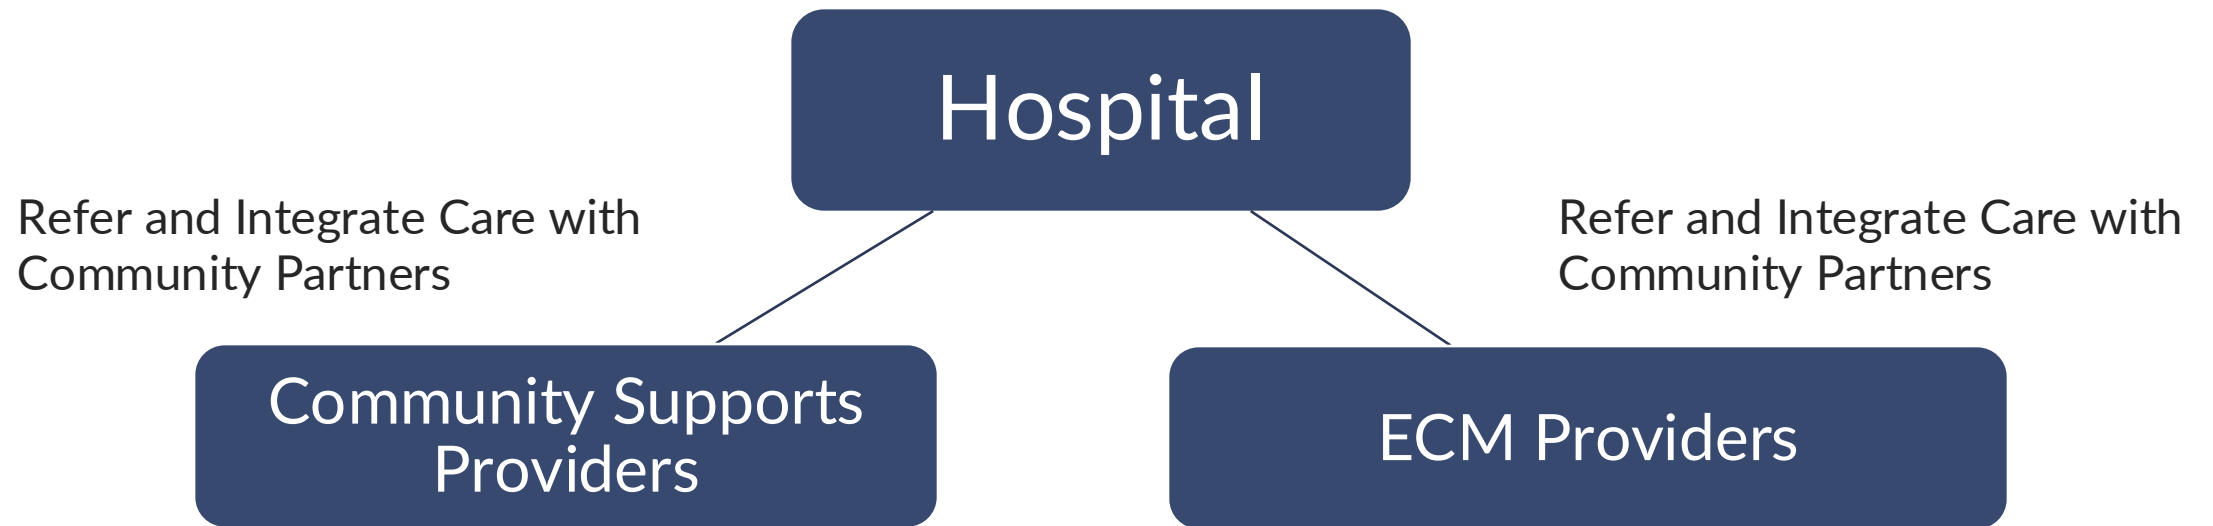 Hospital
Refer and Integrate Care with
Community Partners
Refer and Integrate Care with
Community Partners
Community Supports
Providers
ECM Providers